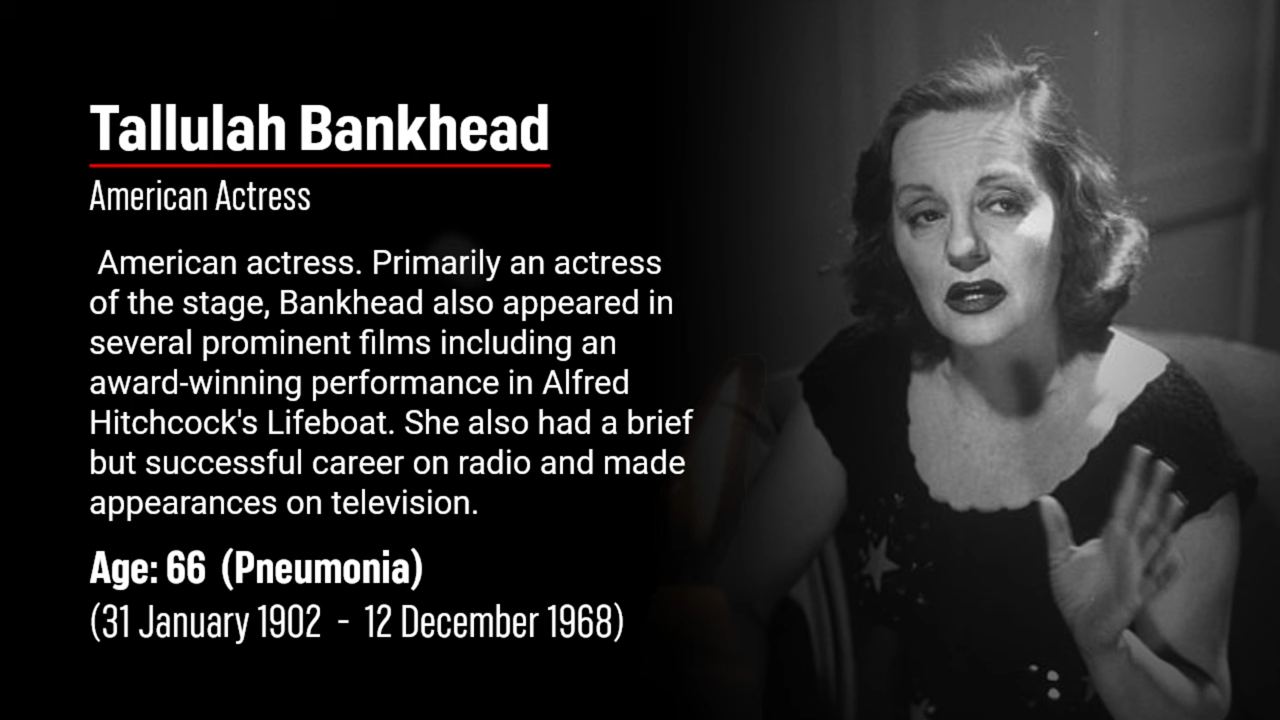 Tallulah Bankhead
American Actress
American actress. Primarily an actress
of the stage, Bankhead also appeared in
several prominent films including an
award-winning performance in Alfred
Hitchcock's Lifeboat. She also had a brief
but successful career on radio and made
appearances on television.
Age: 66 (Pneumonia)
(31 January 1902 - 12 December 1968)